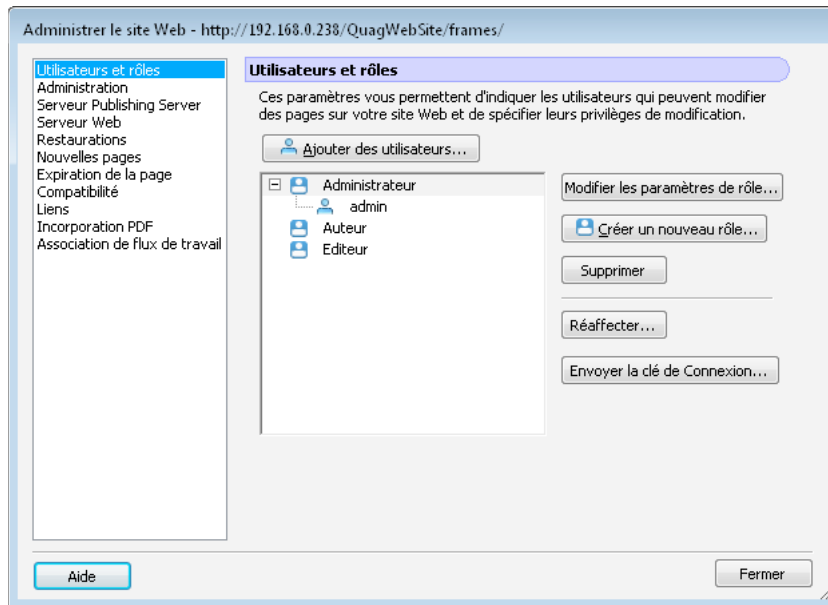 Administrer le site Web - http://192.168.0.238/QuagWebSite/frames/
Utilisateurs et rôles
Administration
Serveur Publishing Server
Serveur Web
Restaurations
Nouvelles pages
Expiration de la page
Compatibilité
Liens
Incorporation PDF
Association de flux de travail
Utilisateurs et rôles
Ces paramètres vous permettent d'indiquer les utilisateurs qui peuvent modifier
des pages sur votre site Web et de spécifier leurs privilèges de modification.
Ajouter des utilisateurs...
Administrateur
admin
Auteur
Editeur
Modifier les paramètres de rôle...
Créer un nouveau rôle...
Supprimer
Réaffecter...
Envoyer la clé de Connexion...
Aide
Fermer